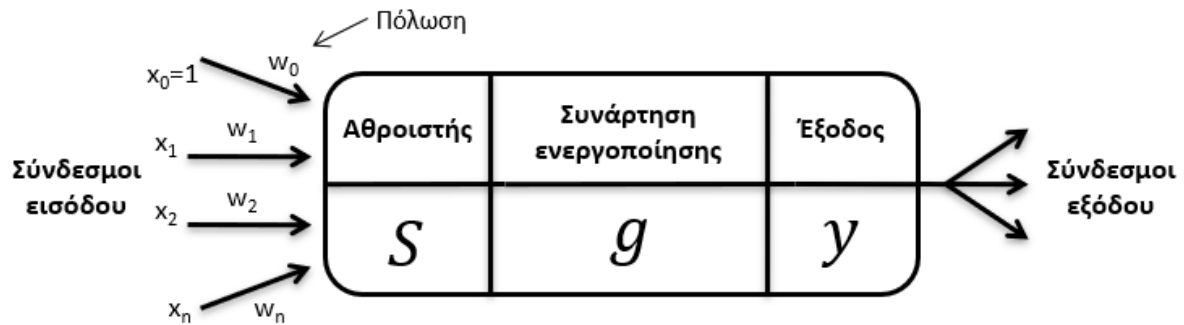 Πόλωση
x₀=1
w₀
x₁
w₁
Σύνδεσμοι
εισόδου
x₂
w₂
xₙ
wₙ
Αθροιστής
Συνάρτηση
ενεργοποίησης
Έξοδος
S
g
y
Σύνδεσμοι
εξόδου